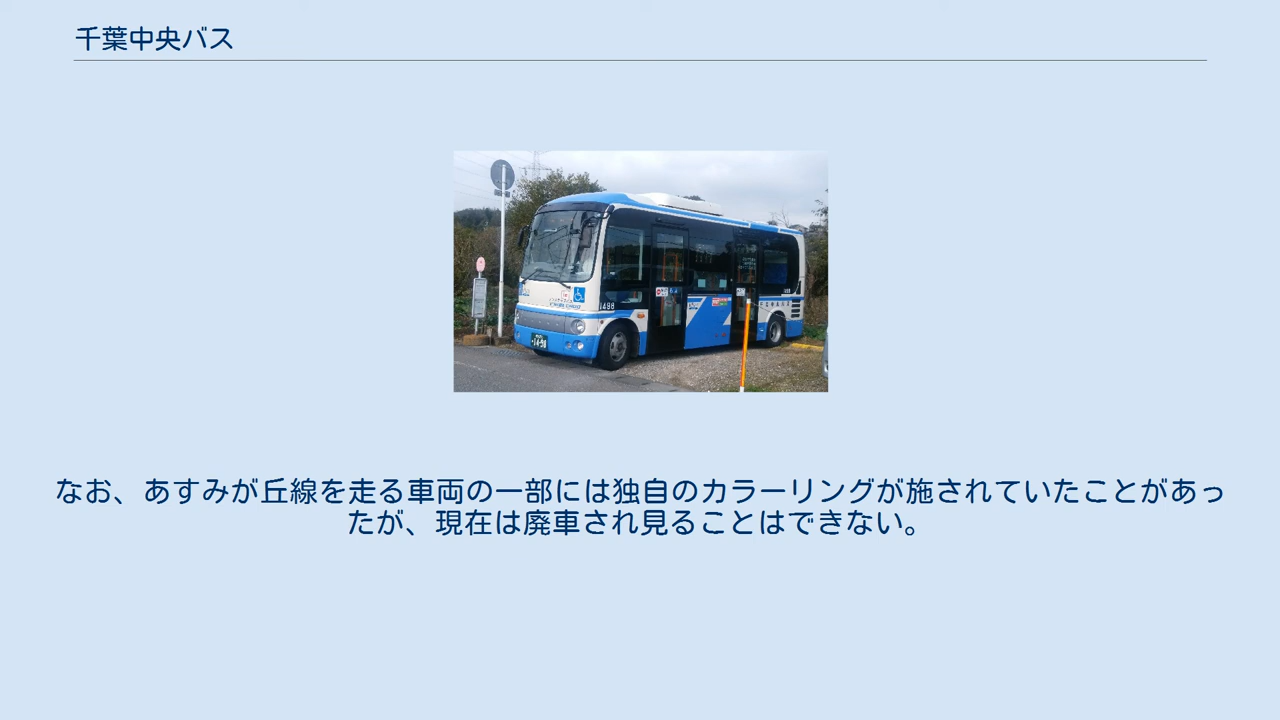 千葉中央バス
1498
1498
なお、あすみが丘線を走る車両の一部には独自のカラーリングが施されていたことがあっ
たが、現在は廃車され見ることはできない。